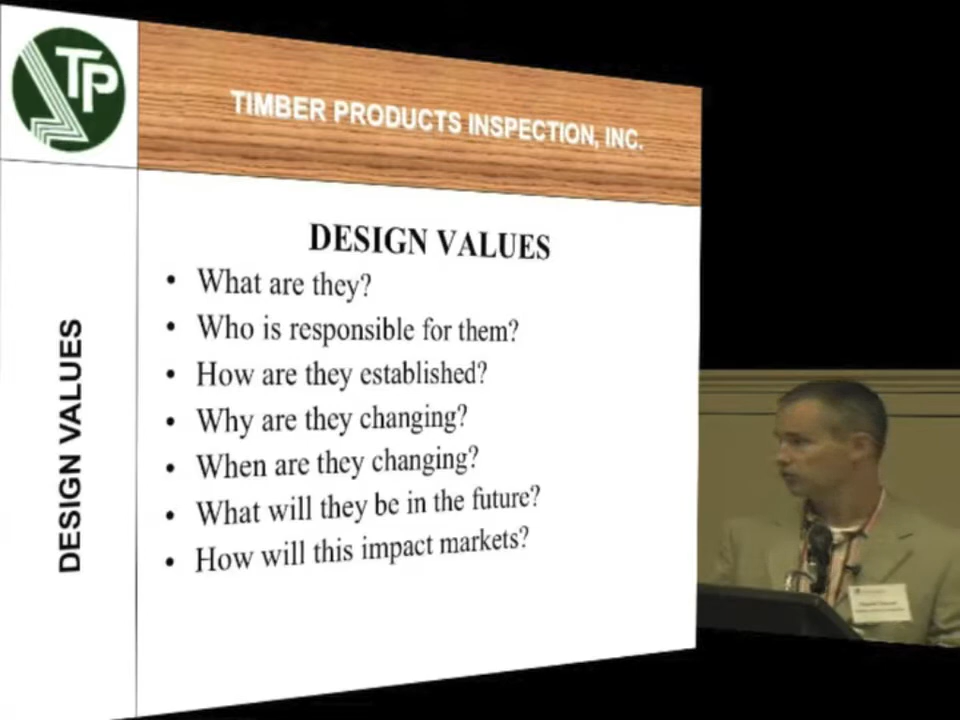 TP
TIMBER PRODUCTS INSPECTION, INC.
DESIGN VALUES
DESIGN VALUES
• What are they?
• Who is responsible for them?
• How are they established?
• Why are they changing?
• When are they changing?
• What will they be in the future?
• How will this impact markets?